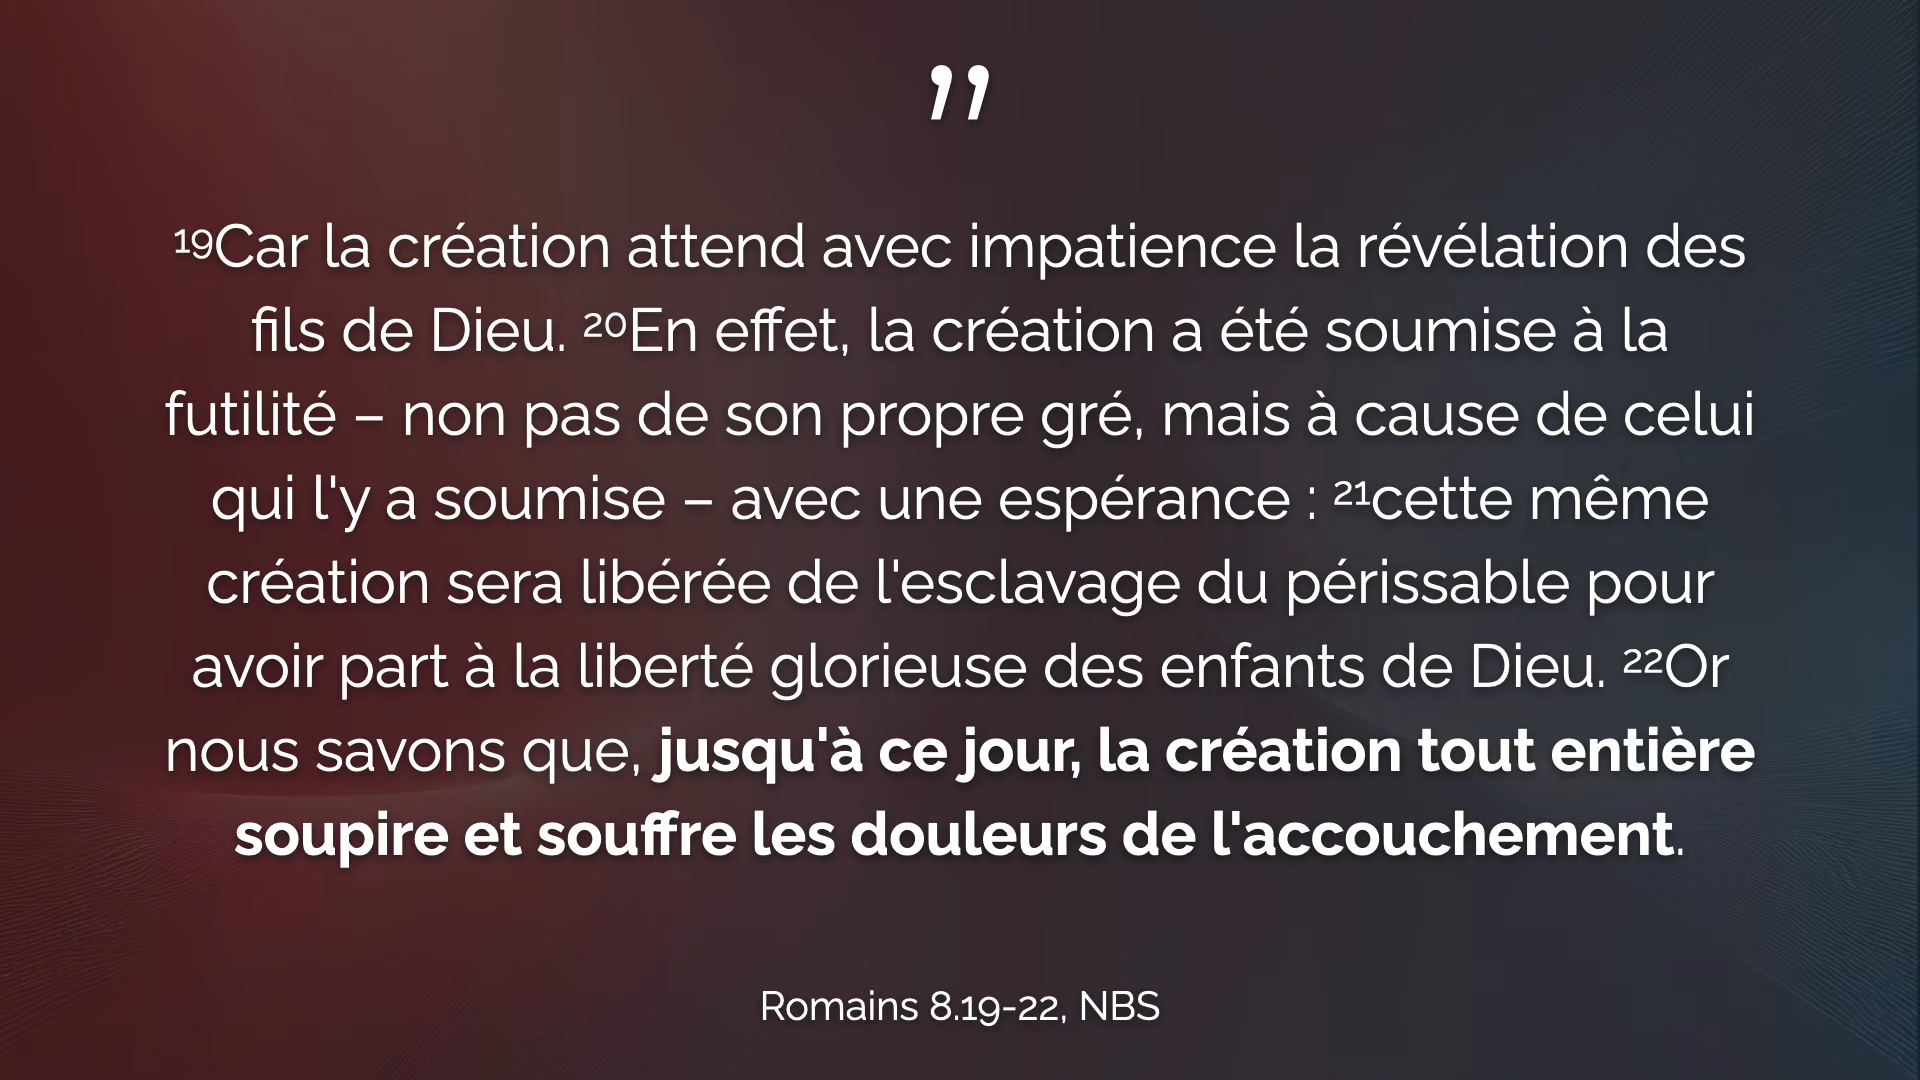 ”
¹⁹Car la création attend avec impatience la révélation des
fils de Dieu. ²⁰En effet, la création a été soumise à la
futilité – non pas de son propre gré, mais à cause de celui
qui l'y a soumise – avec une espérance : ²¹cette même
création sera libérée de l'esclavage du périssable pour
avoir part à la liberté glorieuse des enfants de Dieu. ²²Or
nous savons que, jusqu'à ce jour, la création tout entière
soupire et souffre les douleurs de l'accouchement.
Romains 8.19-22, NBS